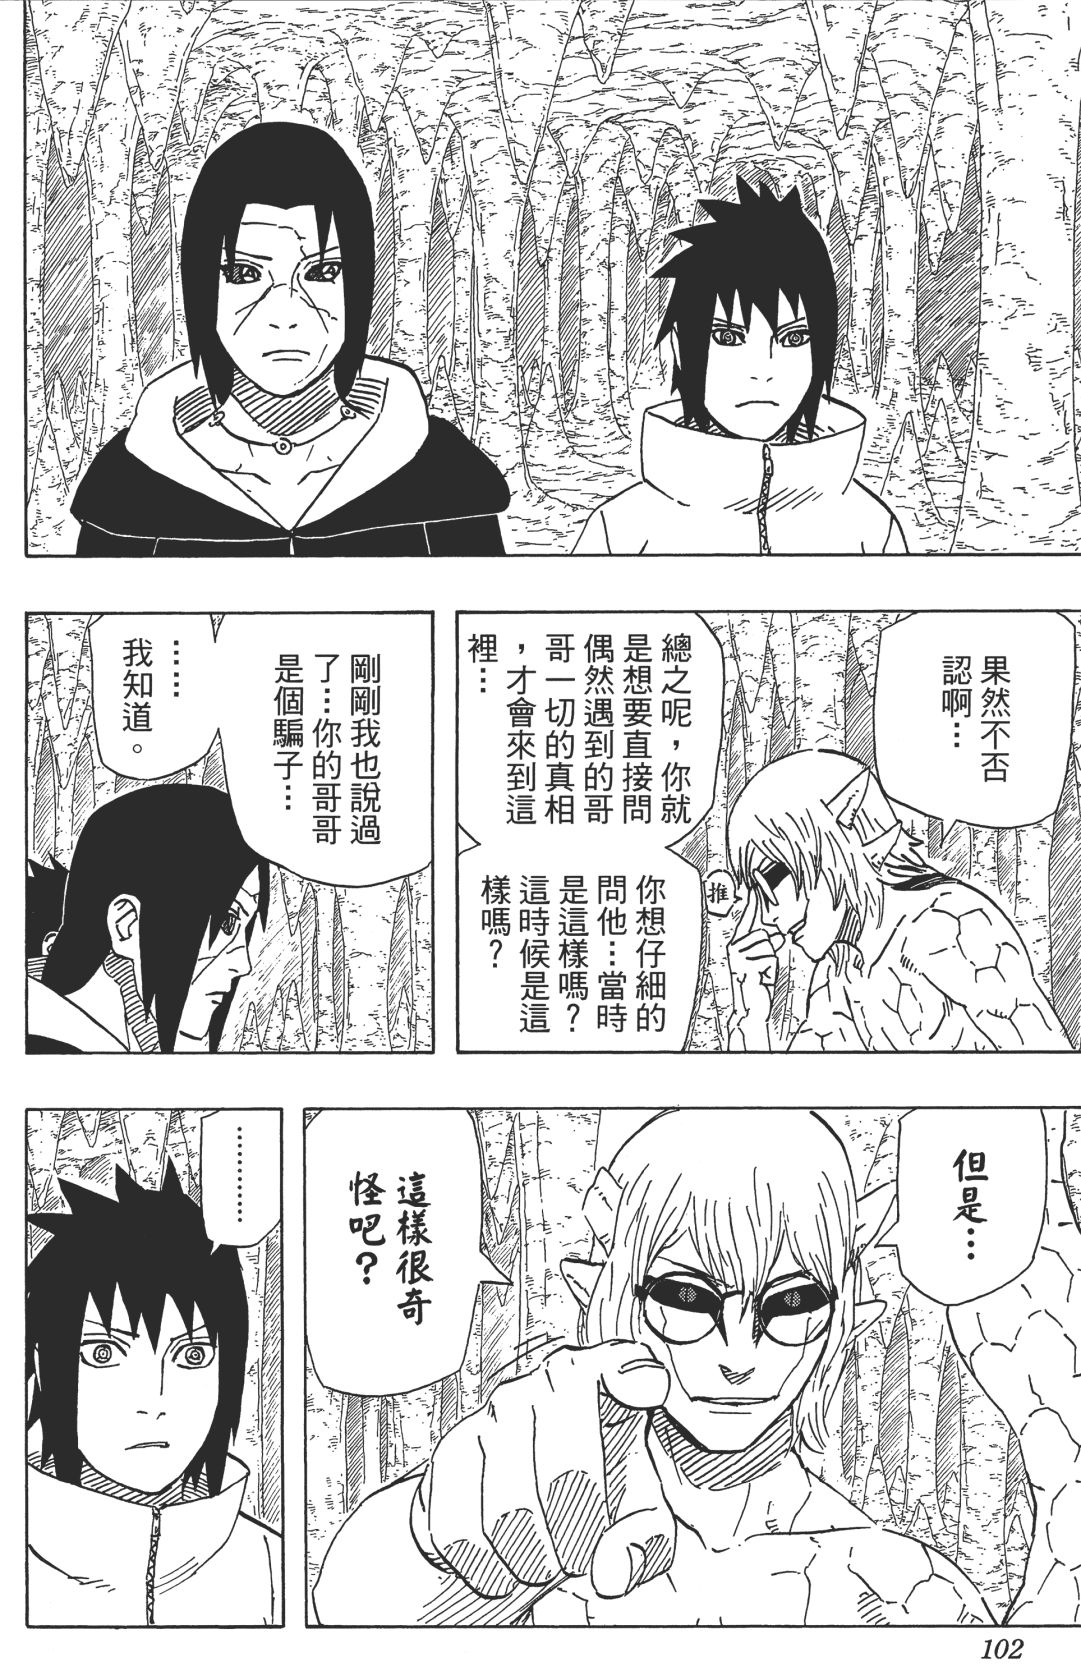 果然不否
認啊…
總之呢，你就
是想要直接問
偶然遇到的哥
哥一切的真相
，才會來到這
裡…
推
你想仔細的
問他…當時
是這樣嗎？
這時候是這
樣嗎？
剛剛我也說過
了…你的哥哥
是個騙子…
……
我知道。
但是…
這樣很奇
怪吧？
…………
102